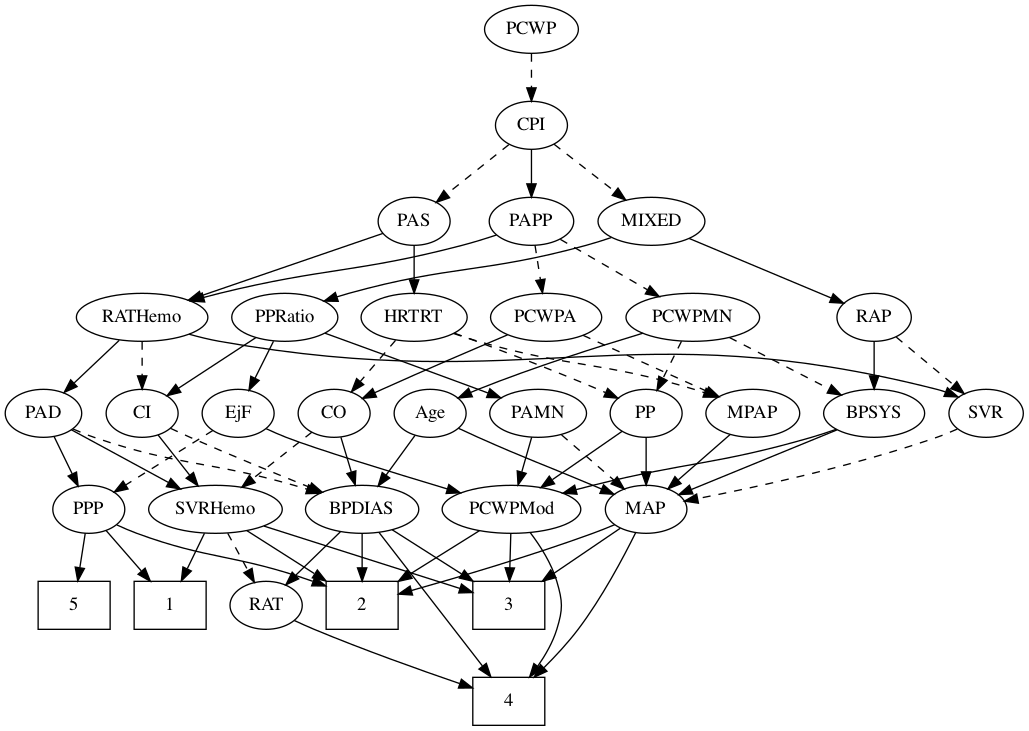 PCWP
CPI
PAS PAPP MIXED
RATHemo PPRatio HRTRT PCWPA PCWPMN RAP
PAD CI EjF CO Age PAMN PP MPAP BPSYS SVR
PPP SVRHemo BPDIAS PCWPMod MAP
5 1 RAT 2 3
4